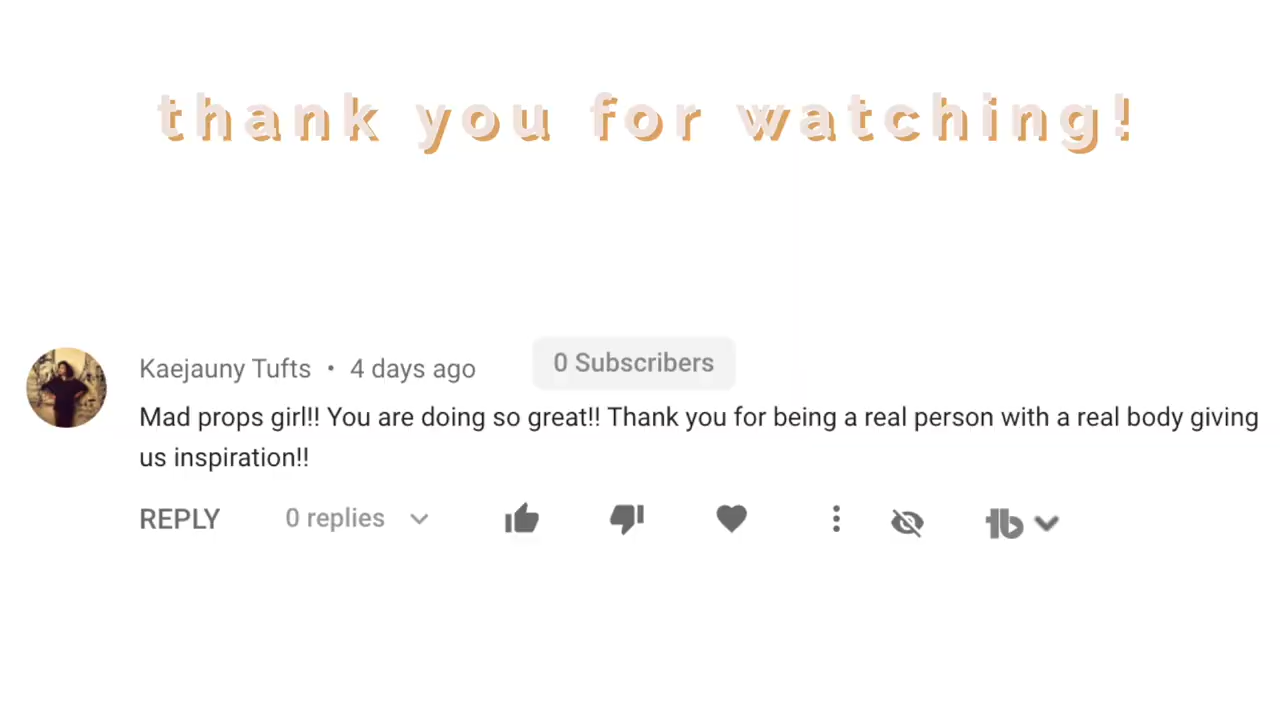 thank you for watching!
Kaejauny Tufts • 4 days ago 0 Subscribers
Mad props girl!! You are doing so great!! Thank you for being a real person with a real body giving
us inspiration!!
REPLY 0 replies tb